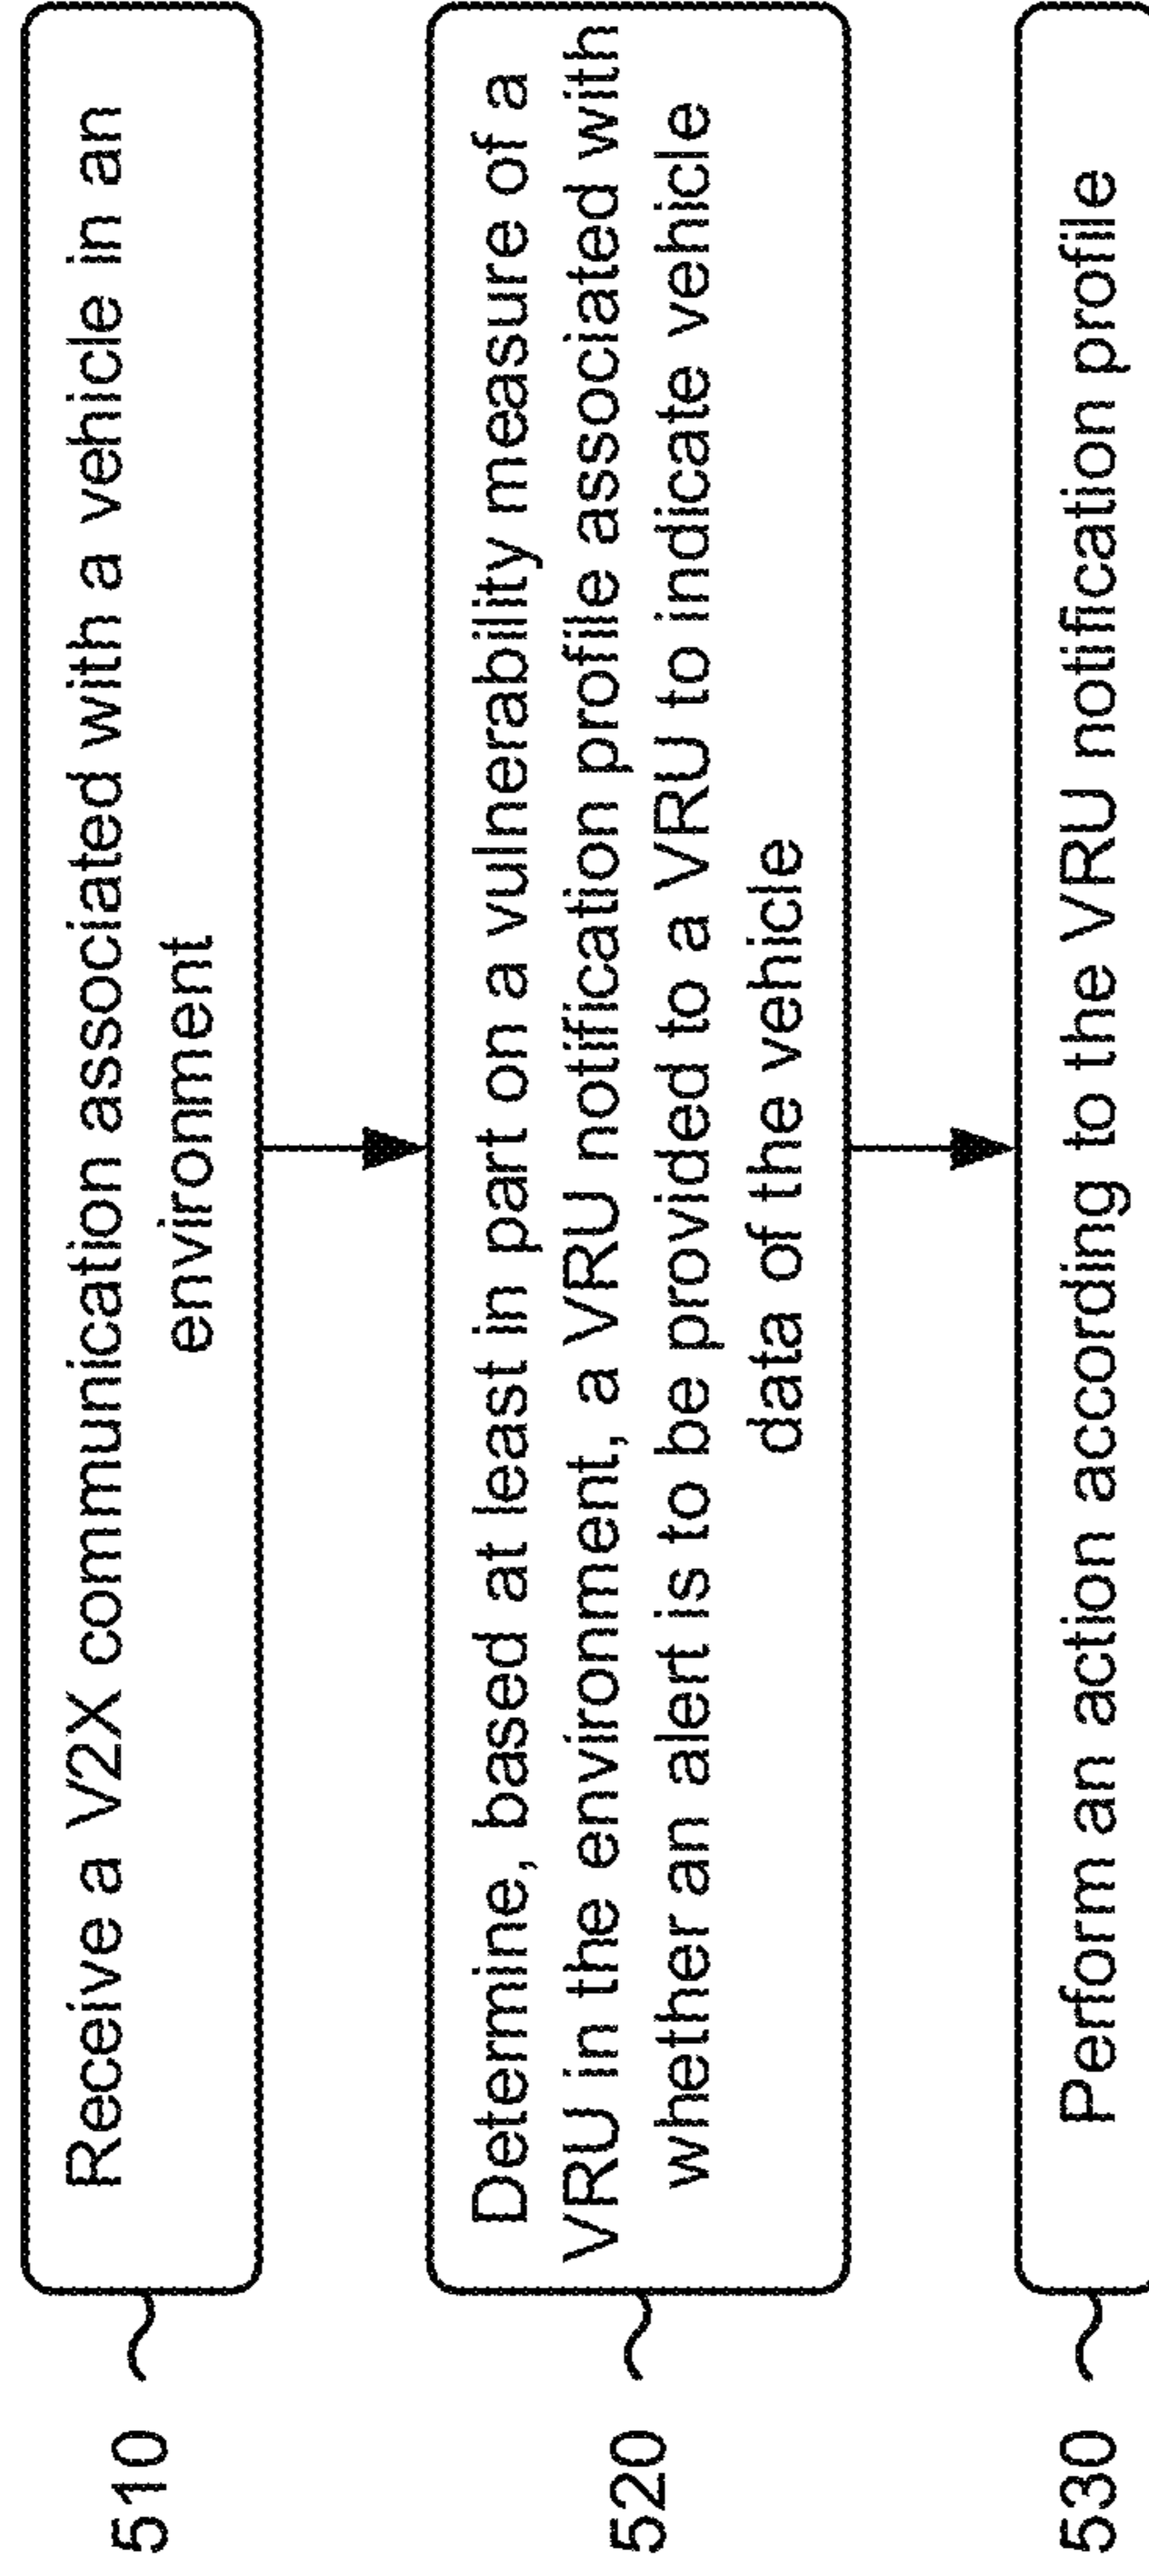 510
Receive a V2X communication associated with a vehicle in an
environment
520
Determine, based at least in part on a vulnerability measure of a
VRU in the environment, a VRU notification profile associated with
whether an alert is to be provided to a VRU to indicate vehicle
data of the vehicle
530
Perform an action according to the VRU notification profile